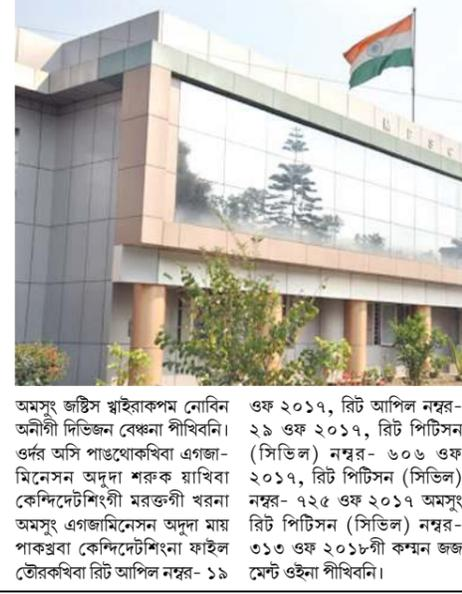 M P S C
অমসুং জষ্টিস খ্বাইরাকপম নোবিন
অনীগী দিভিজন বেঞ্চনা পীখিবনি।
ওর্দর অসি পাঙথোকখিবা এগজা-
মিনেসন অদুদা শরুক য়াখিবা
কেন্দিদেটশিংগী মরক্তগী খরনা
অমসুং এগজামিনেসন অদুদা মায়
পাকখ্রবা কেন্দিদেটশিংনা ফাইল
তৌরকখিবা রিট আপিল নম্বর- ১৯
ওফ ২০১৭, রিট আপিল নম্বর-
২৯ ওফ ২০১৭, রিট পিটিসন
(সিভিল) নম্বর- ৬০৬ ওফ
২০১৭, রিট পিটিসন (সিভিল)
নম্বর- ৭২৫ ওফ ২০১৭ অমসুং
রিট পিটিসন (সিভিল) নম্বর-
৩১৩ ওফ ২০১৮গী কম্মন জজ
মেন্ট ওইনা পীখিবনি।